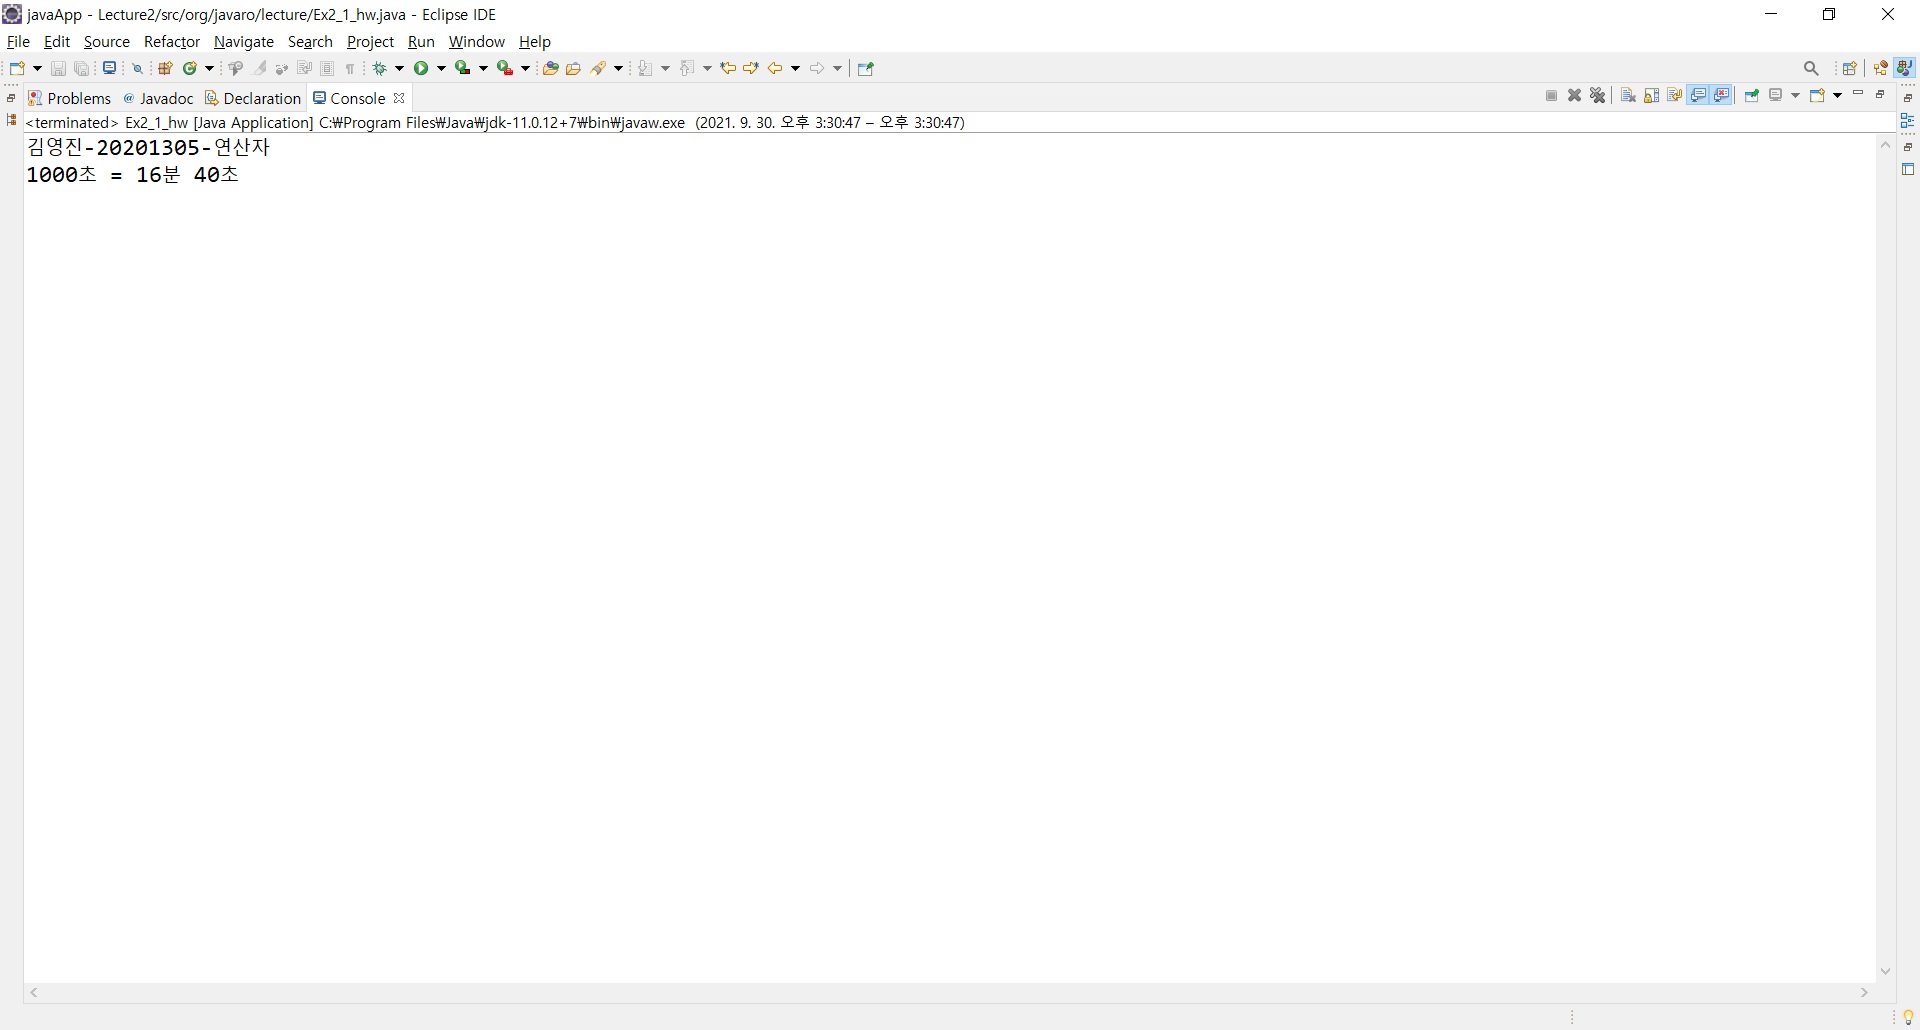 javaApp - Lecture2/src/org/javaro/lecture/Ex2_1_hw.java - Eclipse IDE
File Edit Source Refactor Navigate Search Project Run Window Help
Problems @ Javadoc Declaration Console
<terminated> Ex2_1_hw [Java Application] C:₩Program Files₩Java₩jdk-11.0.12+7₩bin₩javaw.exe (2021. 9. 30. 오후 3:30:47 – 오후 3:30:47)
김영진-20201305-연산자
1000초 = 16분 40초